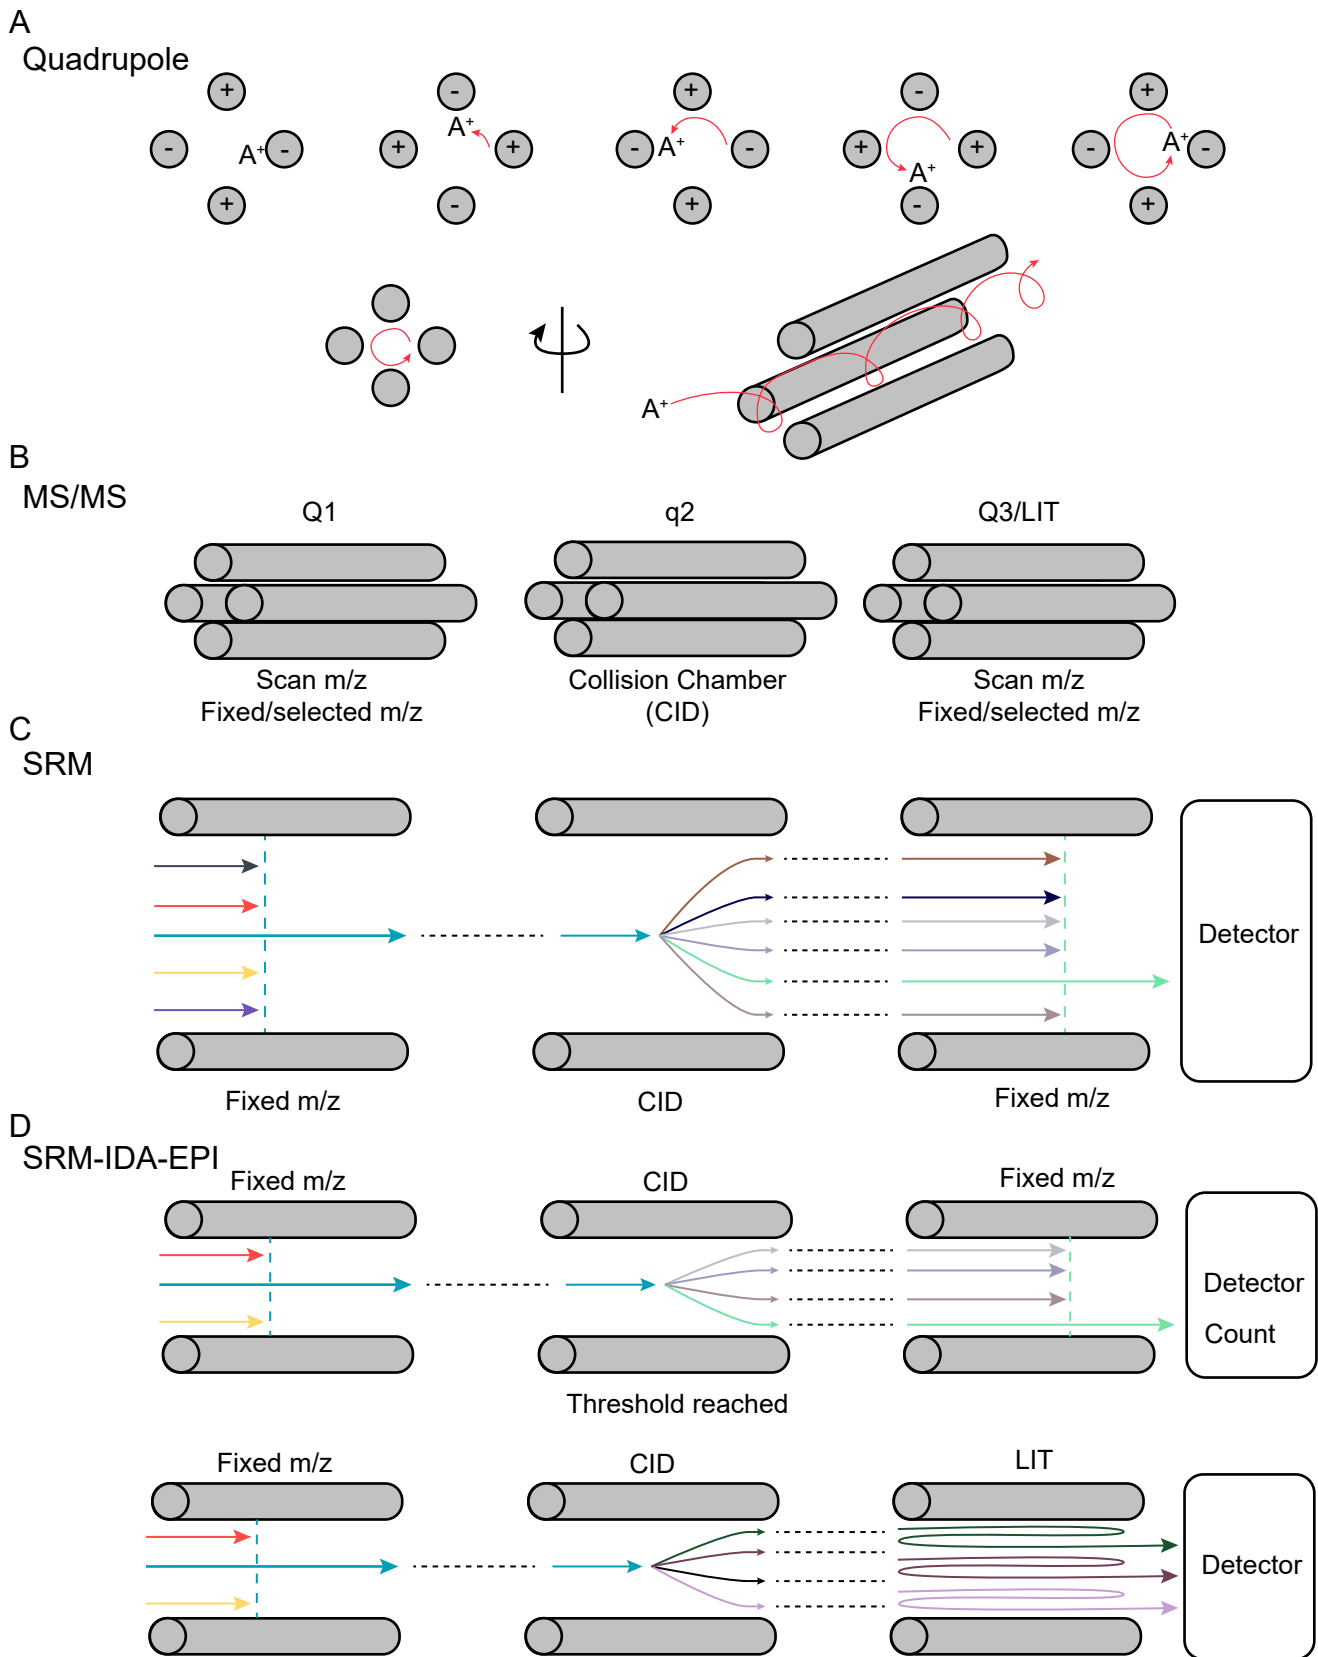 A
Quadrupole
+ - + - +
- A⁺ - + A⁺ + - A⁺ - + A⁺ + - A⁺ -
+ - + - +
A⁺
B
MS/MS
Q1 q2 Q3/LIT
Scan m/z Collision Chamber Scan m/z
Fixed/selected m/z (CID) Fixed/selected m/z
C
SRM
Detector
Fixed m/z CID Fixed m/z
D
SRM-IDA-EPI
Fixed m/z CID Fixed m/z
Detector
Count
Threshold reached
Fixed m/z CID LIT
Detector